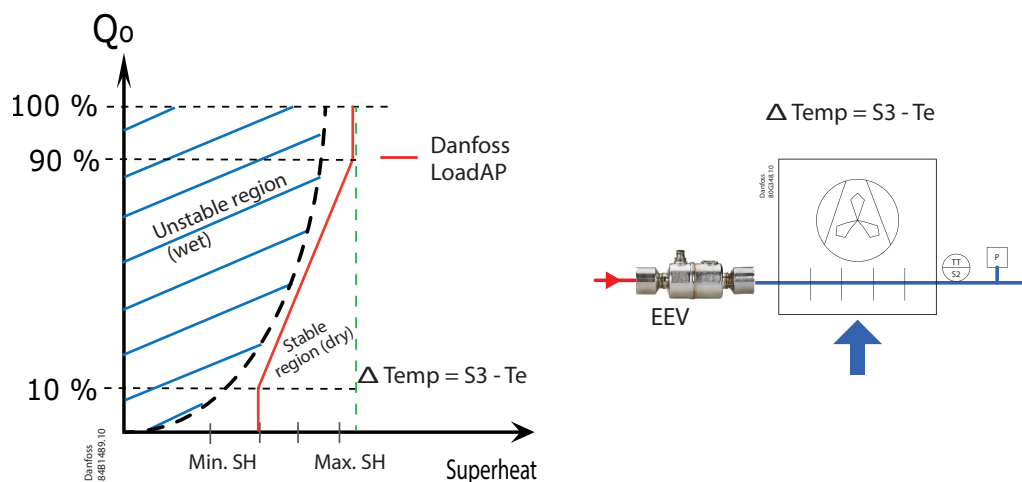 Qo
100 %
90 %
10 %
Unstable region
(wet)
Stable
region (dry)
Danfoss
LoadAP
Δ Temp = S3 - Te
Min. SH
Max. SH
Superheat
Danfoss
84B1489.10
Δ Temp = S3 - Te
Danfoss
80G348.10
TT
S2
P
EEV